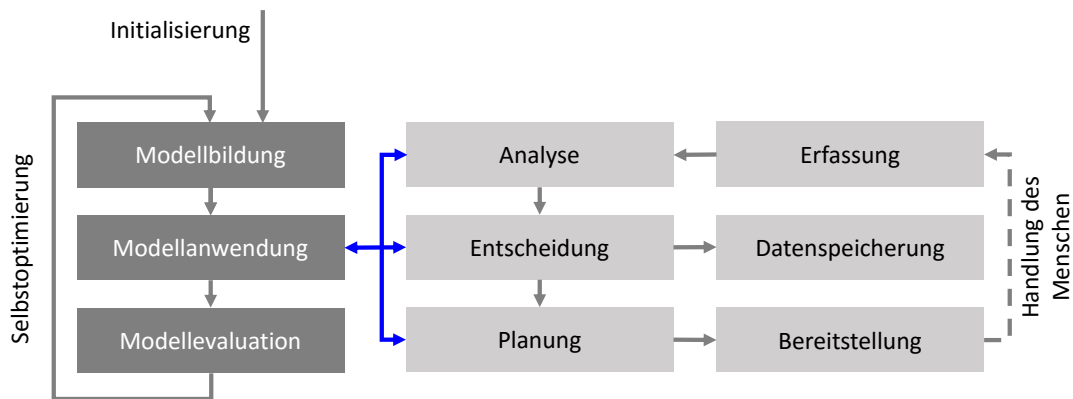 Initialisierung
Selbstoptimierung
Modellbildung
Analyse
Erfassung
Modellanwendung
Entscheidung
Datenspeicherung
Modellevaluation
Planung
Bereitstellung
Handlung des
Menschen